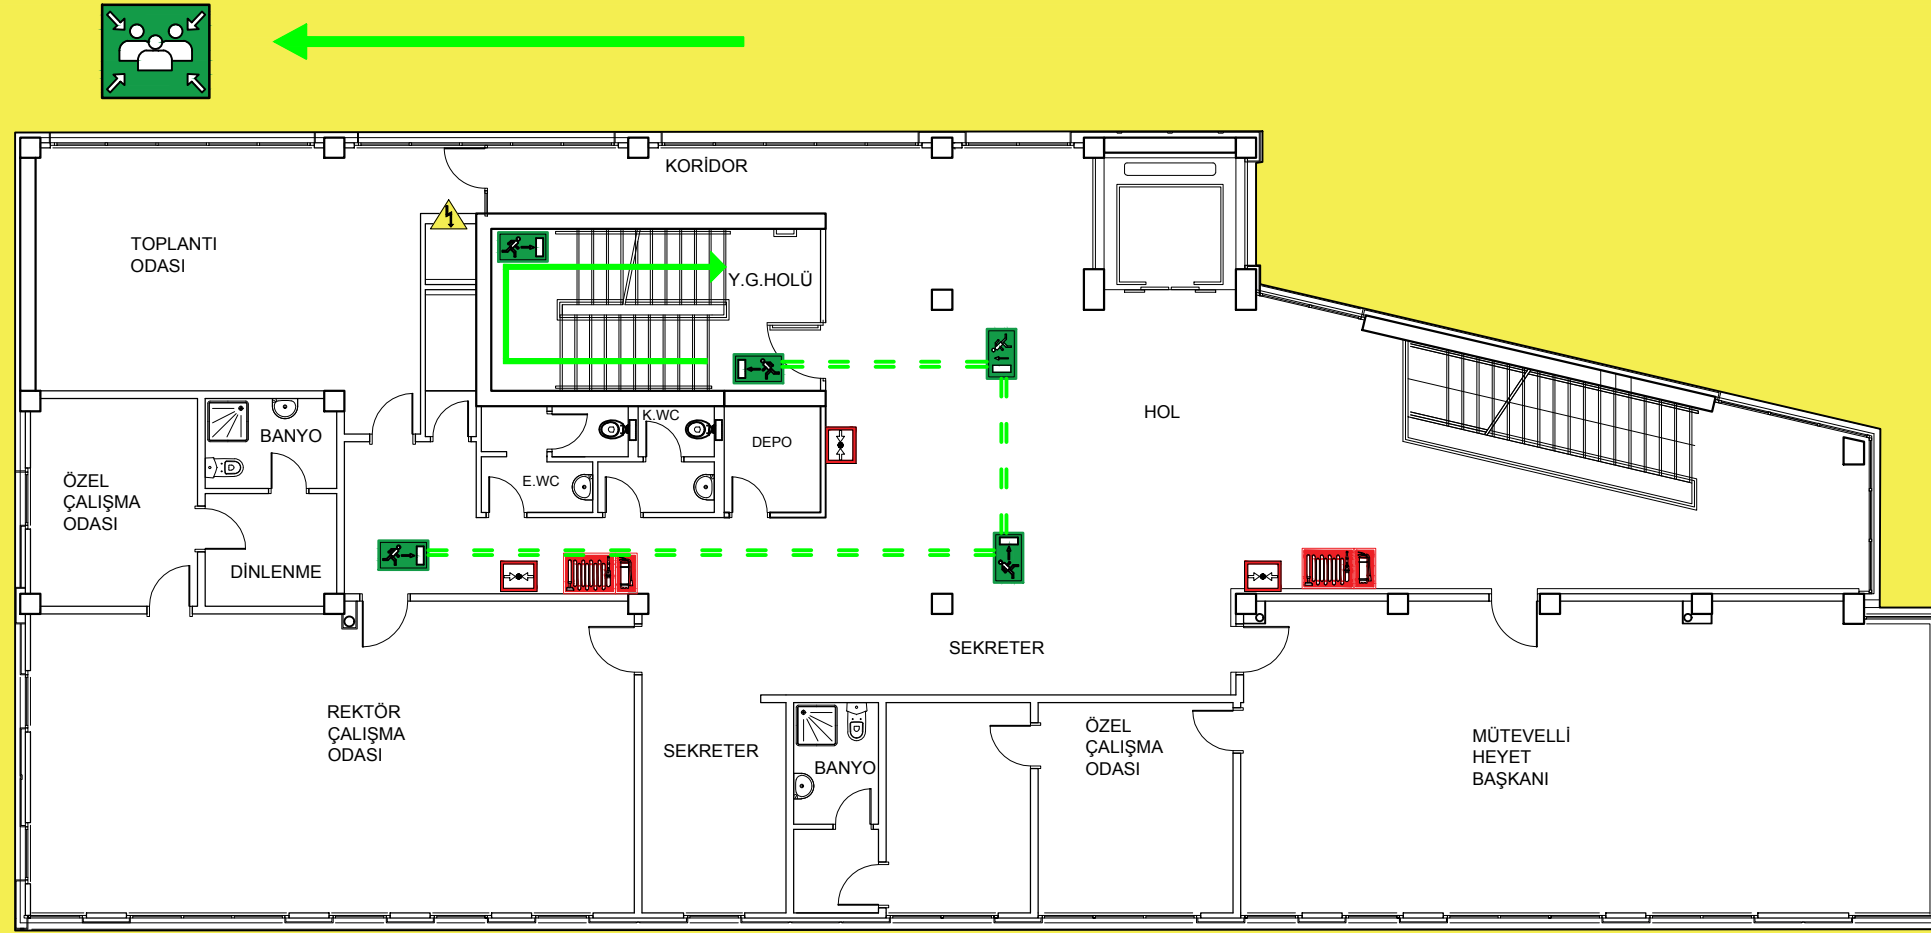 KORİDOR
TOPLANTI
ODASI
Y.G.HOLÜ
HOL
K.WC
BANYO
DEPO
ÖZEL
ÇALIŞMA
ODASI
E.WC
DİNLENME
SEKRETER
REKTÖR
ÇALIŞMA
ODASI
SEKRETER
BANYO
ÖZEL
ÇALIŞMA
ODASI
MÜTEVELLİ
HEYET
BAŞKANI